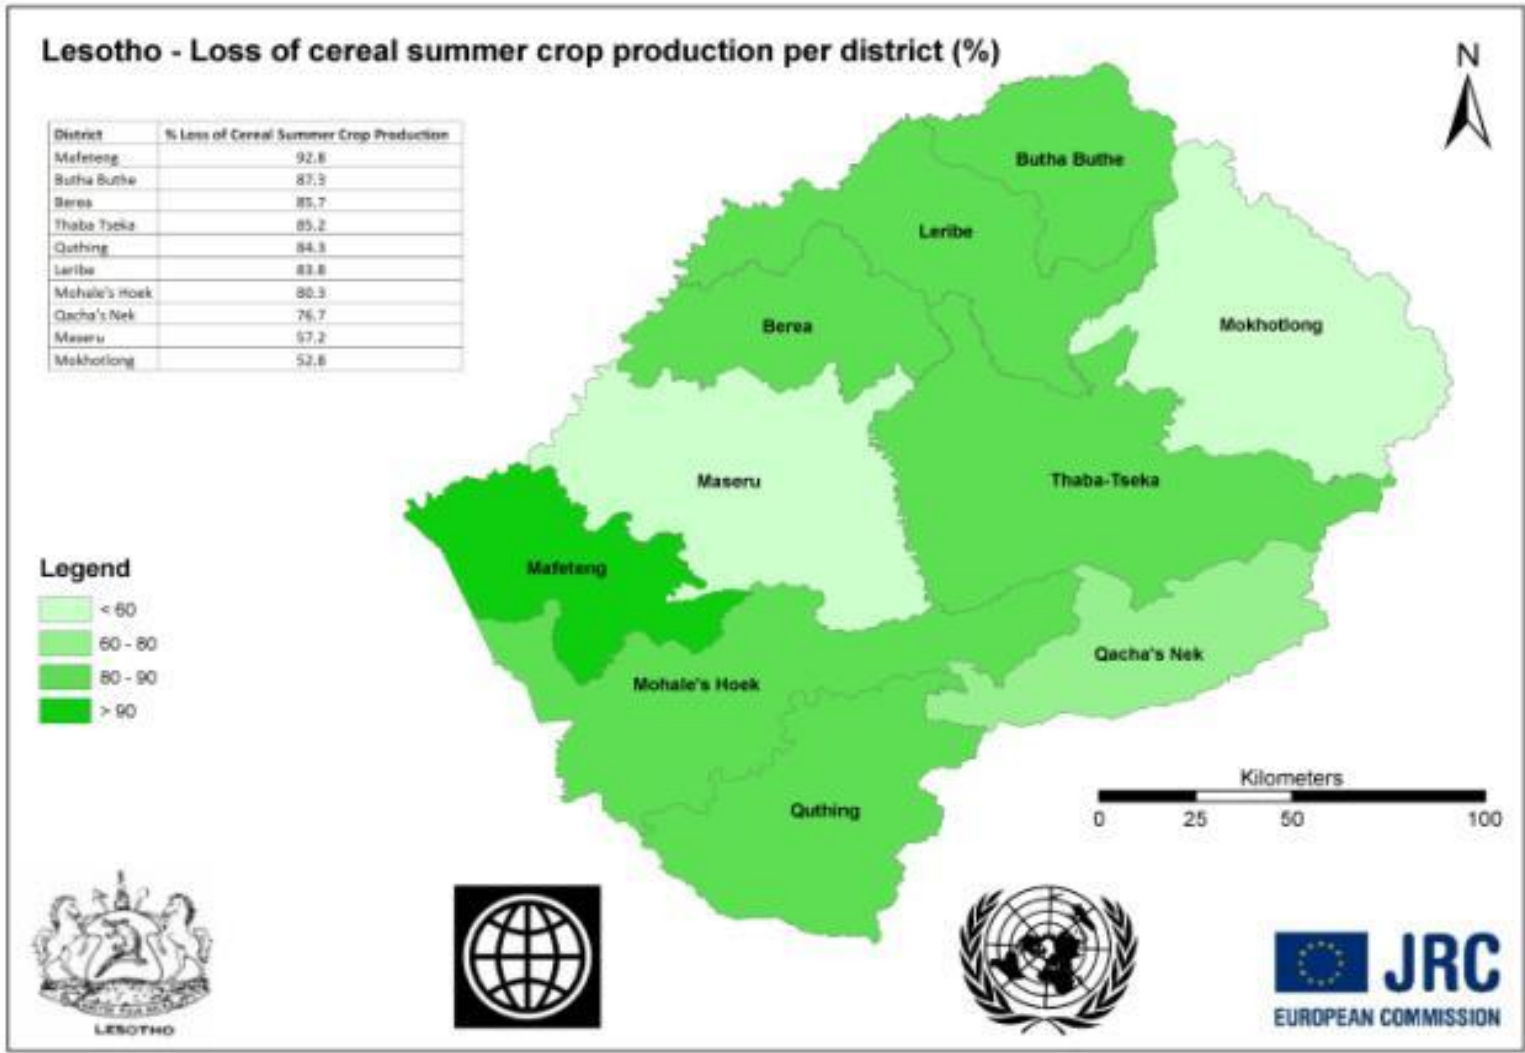 Lesotho - Loss of cereal summer crop production per district (%)
N
District % Loss of Cereal Summer Crop Production
Mafeteng 92.8
Butha Buthe 87.3
Berea 85.7
Thaba Tseka 85.2
Quthing 84.3
Leribe 83.8
Mohale's Hoek 80.3
Qacha's Nek 76.7
Maseru 57.2
Mokhotlong 52.8
Butha Buthe
Leribe
Berea
Mokhotlong
Maseru
Thaba-Tseka
Mafeteng
Qacha's Nek
Mohale's Hoek
Quthing
Legend
< 60
60 - 80
80 - 90
> 90
Kilometers
0 25 50 100
LESOTHO
JRC
EUROPEAN COMMISSION